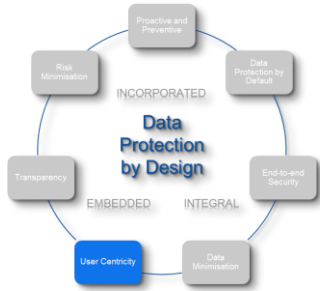 Proactive and
Preventive
Risk
Minimisation
Data
Protection by
Default
INCORPORATED
Data
Protection
by Design
Transparency
End-to-end
Security
EMBEDDED
INTEGRAL
User Centricity
Data
Minimisation